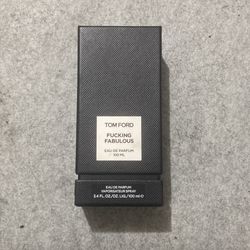 TOM FORD
FUCKING
FABULOUS
EAU DE PARFUM
100 ML
EAU DE PARFUM
VAPORISATEUR SPRAY
3.4 FL.OZ./OZ.LIQ./100 ml ℮